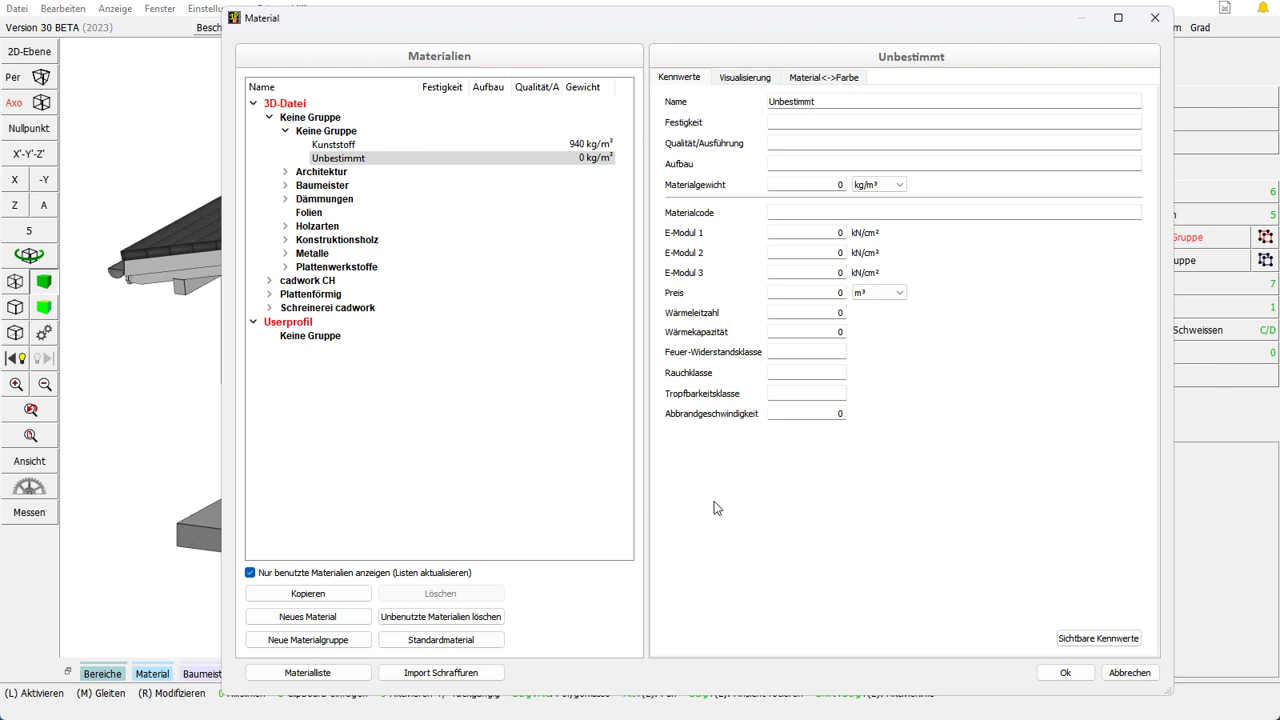 Datei Bearbeiten Anzeige Fenster
Material
Version 30 BETA (2023)
Grad
2D-Ebene
Per
Axo
Nullpunkt
X'-Y'-Z'
X -Y
Z A
5
Ansicht
Messen
Materialien
Name Festigkeit Aufbau Qualität/A Gewicht
3D-Datei
Keine Gruppe
Keine Gruppe
Kunststoff 940 kg/m³
Unbestimmt 0 kg/m³
Architektur
Baumeister
Dämmungen
Folien
Holzarten
Konstruktionsholz
Metalle
Plattenwerkstoffe
cadwork CH
Plattenförmig
Schreinerei cadwork
Userprofil
Keine Gruppe
Nur benutzte Materialien anzeigen (Listen aktualisieren)
Kopieren Löschen
Neues Material Unbenutzte Materialien löschen
Neue Materialgruppe Standardmaterial
Materialliste Import Schraffuren
Unbestimmt
Kennwerte Visualisierung Material<->Farbe
Name Unbestimmt
Festigkeit
Qualität/Ausführung
Aufbau
Materialgewicht 0 kg/m³
Materialcode
E-Modul 1 0 kN/cm²
E-Modul 2 0 kN/cm²
E-Modul 3 0 kN/cm²
Preis 0 m³
Wärmeleitzahl 0
Wärmekapazität 0
Feuer-Widerstandsklasse
Rauchklasse
Tropfbarkeitsklasse
Abbrandgeschwindigkeit 0
Sichtbare Kennwerte
Ok Abbrechen
6
5
7
1
Schweissen C/D
0
Bereiche Material
(L) Aktivieren (M) Gleiten (R) Modifizieren